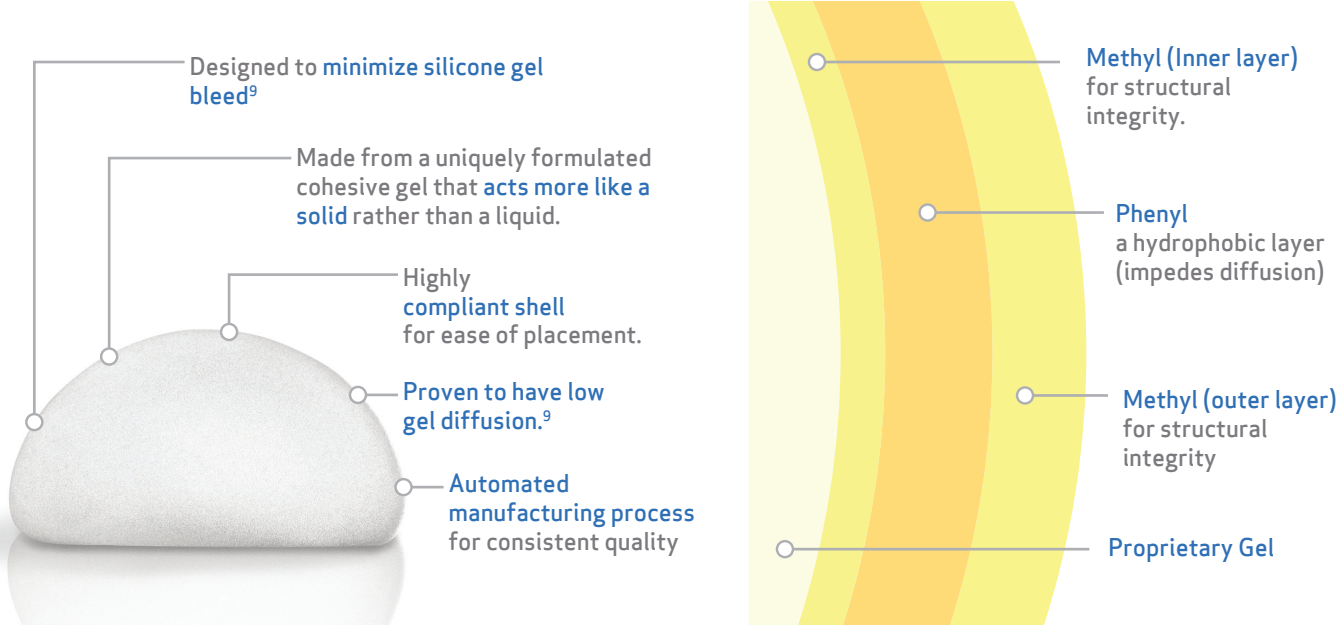 Designed to minimize silicone gel
bleed9
Made from a uniquely formulated
cohesive gel that acts more like a
solid rather than a liquid.
Highly
compliant shell
for ease of placement.
Proven to have low
gel diffusion.9
Automated
manufacturing process
for consistent quality
Methyl (Inner layer)
for structural
integrity.
Phenyl
a hydrophobic layer
(impedes diffusion)
Methyl (outer layer)
for structural
integrity
Proprietary Gel